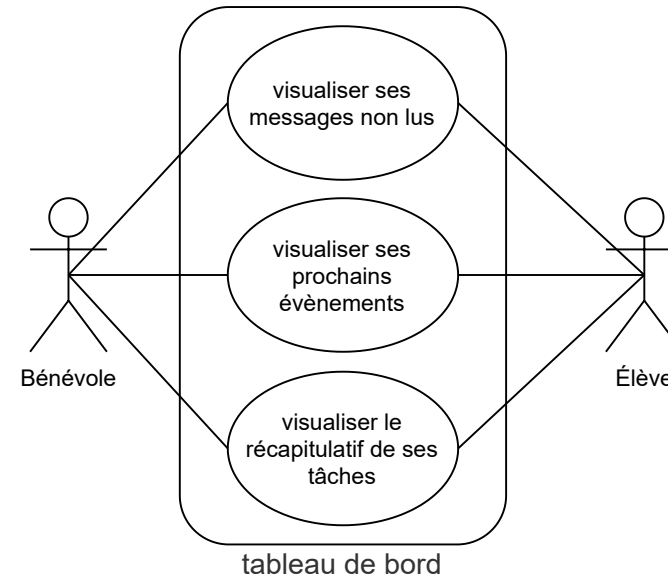 visualiser ses
messages non lus
visualiser ses
prochains
évènements
Bénévole
Élève
visualiser le
récapitulatif de ses
tâches
tableau de bord